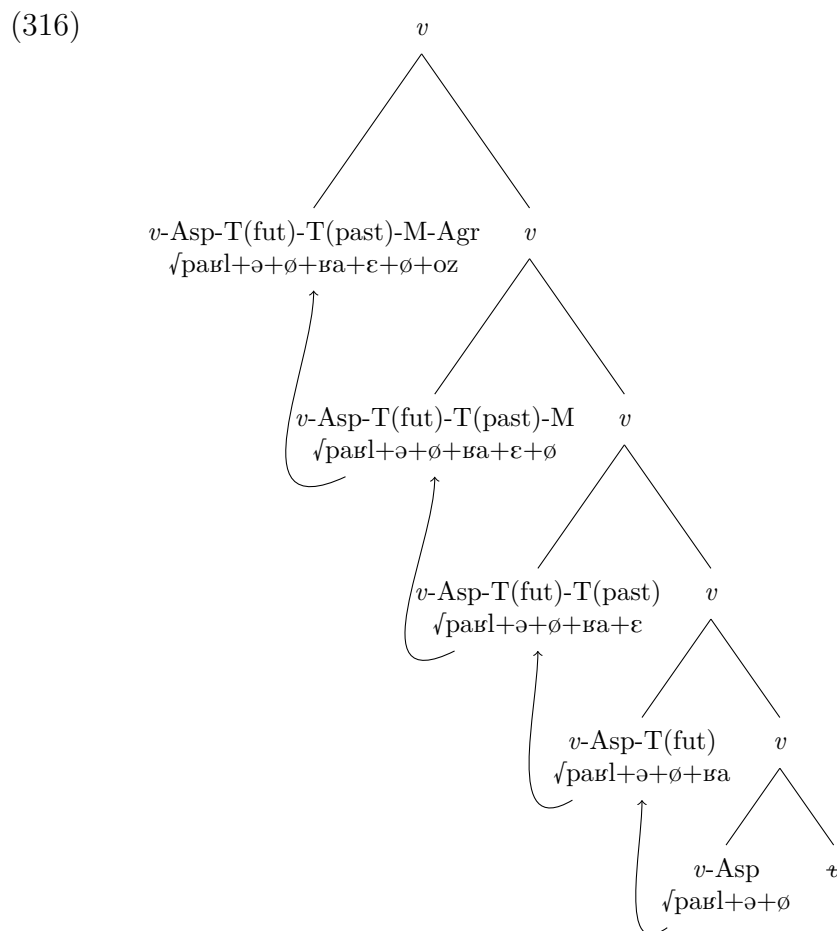 (316)
v
v-Asp-T(fut)-T(past)-M-Agr v
√paʁl+ə+ø+ʁa+ɛ+ø+oz
v-Asp-T(fut)-T(past)-M v
√paʁl+ə+ø+ʁa+ɛ+ø
v-Asp-T(fut)-T(past) v
√paʁl+ə+ø+ʁa+ɛ
v-Asp-T(fut) v
√paʁl+ə+ø+ʁa
v-Asp
√paʁl+ə+ø